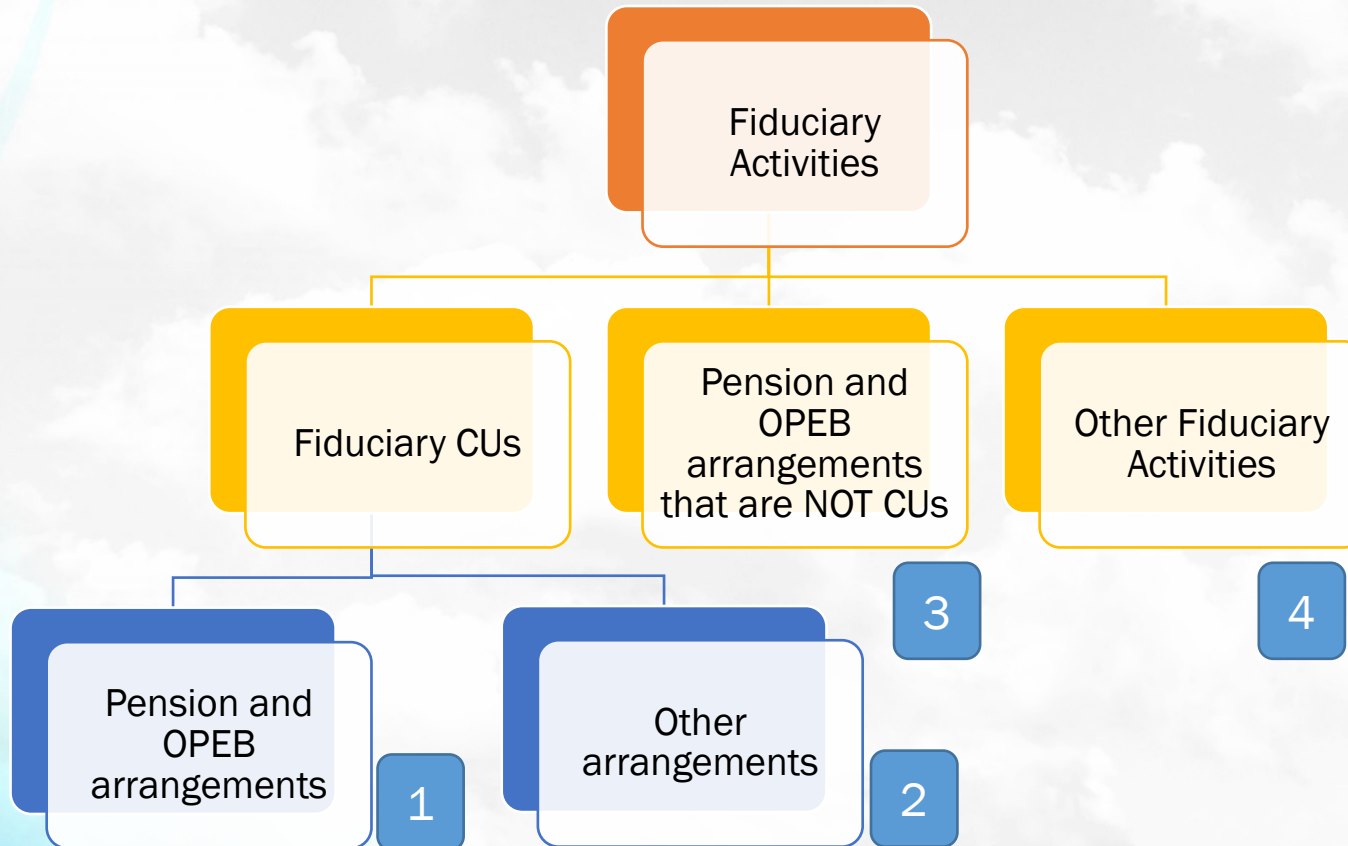 Fiduciary
Activities
Fiduciary CUs
Pension and
OPEB
arrangements
that are NOT CUs
3
Other Fiduciary
Activities
4
Pension and
OPEB
arrangements
1
Other
arrangements
2